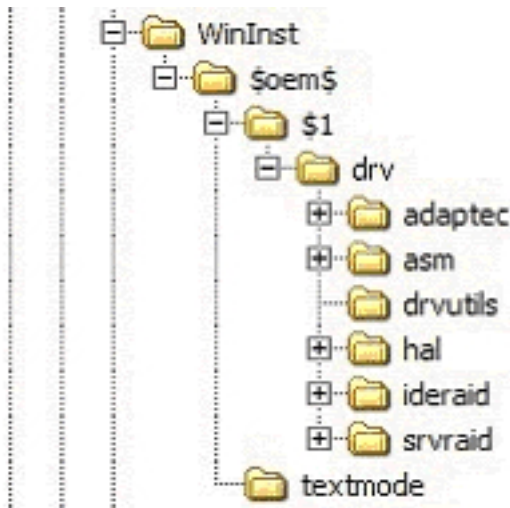 WinInst
$oem$
$1
drv
adaptec
asm
drvutils
hal
ideraid
srvraid
textmode